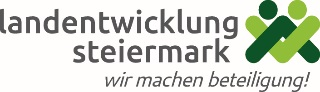 landentwicklung
steiermark
wir machen beteiligung!